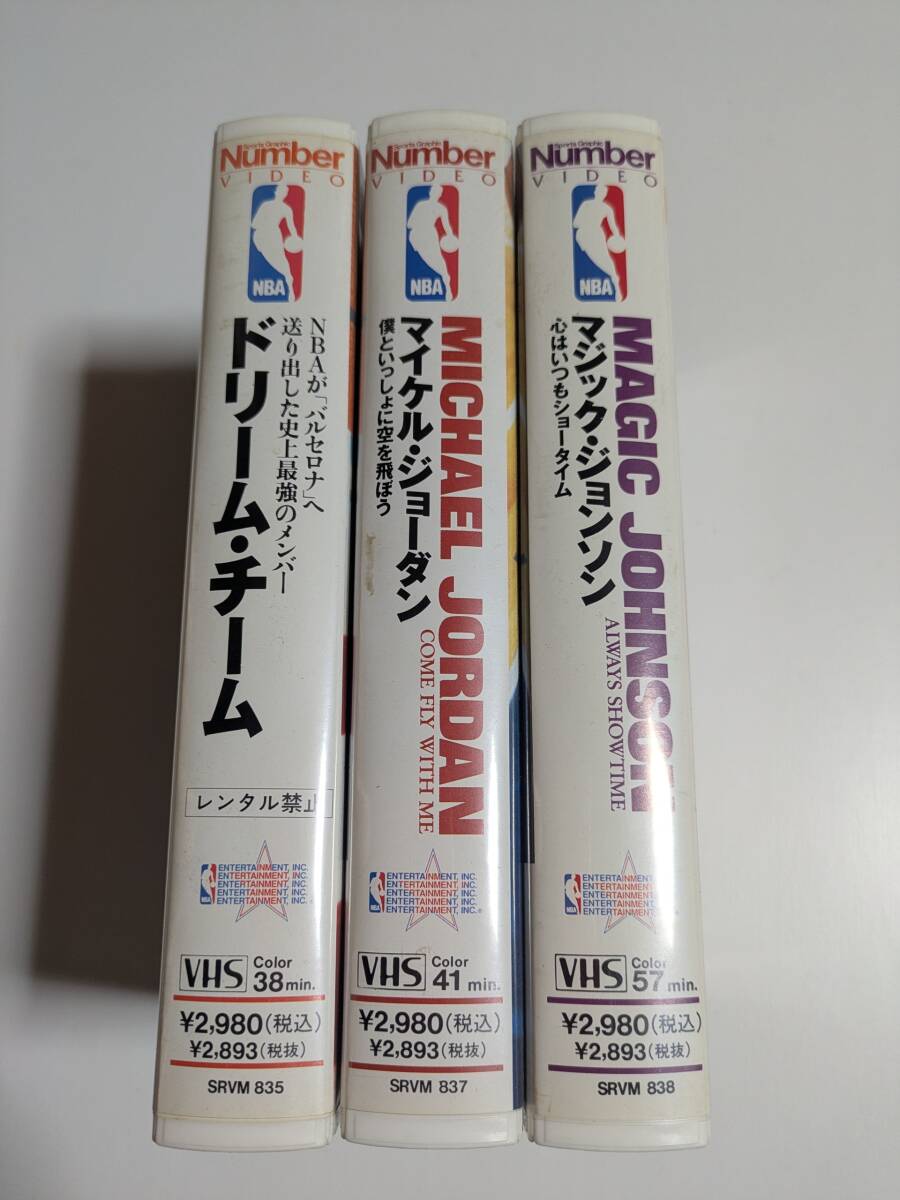 Sports Graphic
Number
VIDEO
NBA
NBAが「バルセロナ」へ
送り出した史上最強のメンバー
ドリーム・チーム
レンタル禁止
NBA
ENTERTAINMENT, INC.
ENTERTAINMENT, INC.
ENTERTAINMENT, INC.
ENTERTAINMENT, INC.
ENTERTAINMENT, INC.
VHS
Color
38min.
¥2,980(税込)
¥2,893(税抜)
SRVM 835
Sports Graphic
Number
VIDEO
NBA
MICHAEL JORDAN
COME FLY WITH ME
マイケル・ジョーダン
僕といっしょに空を飛ぼう
NBA
ENTERTAINMENT, INC.
ENTERTAINMENT, INC.
ENTERTAINMENT, INC.
ENTERTAINMENT, INC.
ENTERTAINMENT, INC.®
VHS
Color
41min.
¥2,980(税込)
¥2,893(税抜)
SRVM 837
Sports Graphic
Number
VIDEO
NBA
MAGIC JOHNSON
ALWAYS SHOWTIME
マジック・ジョンソン
心はいつもショータイム
NBA
ENTERTAINMENT,
ENTERTAINMENT,
ENTERTAINMENT,
ENTERTAINMENT,
ENTERTAINMENT,
VHS
Color
57min.
¥2,980(税込)
¥2,893(税抜)
SRVM 838